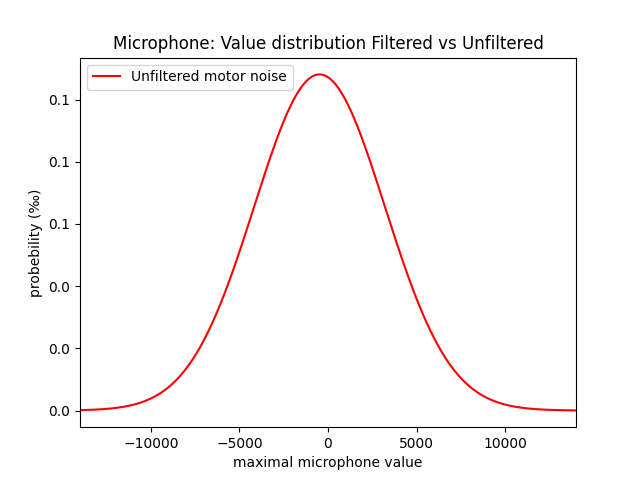 Microphone: Value distribution Filtered vs Unfiltered
Unfiltered motor noise
0.1
0.1
0.1
0.0
0.0
0.0
probebility (‰)
−10000 −5000 0 5000 10000
maximal microphone value